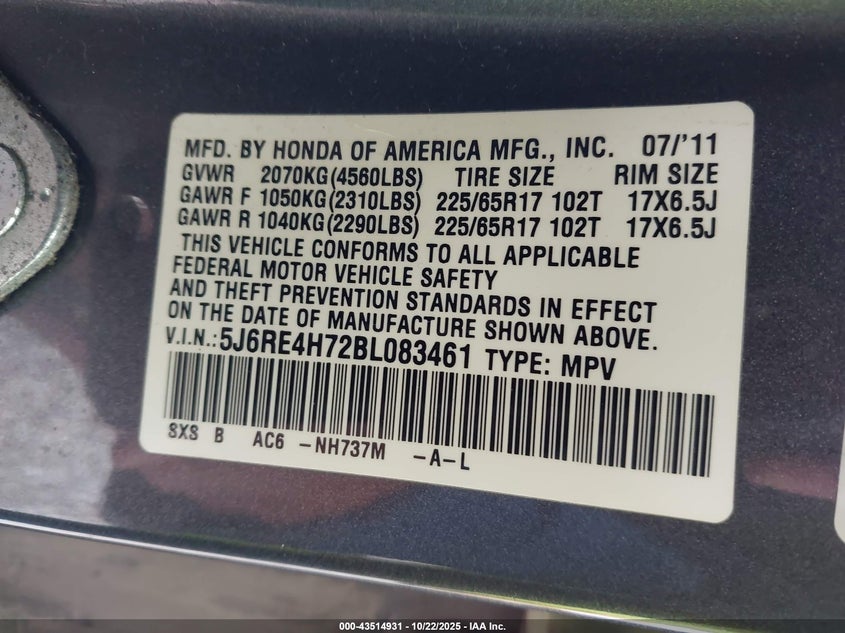 MFD. BY HONDA OF AMERICA MFG., INC. 07/'11
GVWR 2070KG(4560LBS) TIRE SIZE RIM SIZE
GAWR F 1050KG(2310LBS) 225/65R17 102T 17X6.5J
GAWR R 1040KG(2290LBS) 225/65R17 102T 17X6.5J
THIS VEHICLE CONFORMS TO ALL APPLICABLE
FEDERAL MOTOR VEHICLE SAFETY
AND THEFT PREVENTION STANDARDS IN EFFECT
ON THE DATE OF MANUFACTURE SHOWN ABOVE.
V.I.N.:5J6RE4H72BL083461 TYPE: MPV
SXS B AC6 -NH737M -A-L
000-43514931 - 10/22/2025 - IAA Inc.